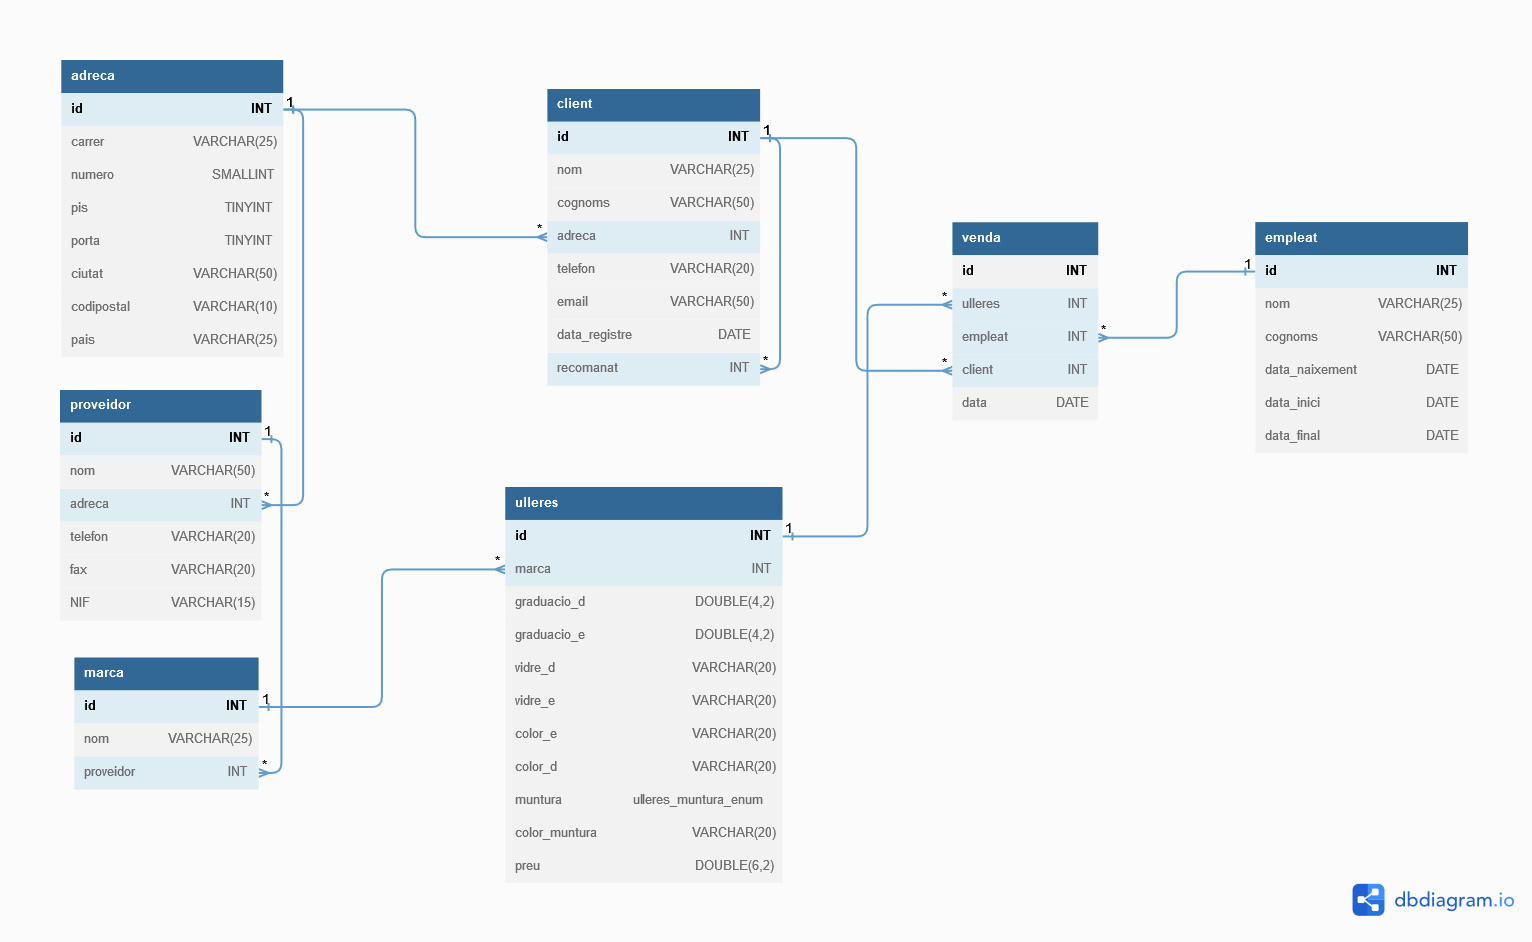 adreca
id INT
carrer VARCHAR(25)
numero SMALLINT
pis TINYINT
porta TINYINT
ciutat VARCHAR(50)
codipostal VARCHAR(10)
pais VARCHAR(25)
1
proveidor
id INT
nom VARCHAR(50)
adreca INT
telefon VARCHAR(20)
fax VARCHAR(20)
NIF VARCHAR(15)
1
*
marca
id INT
nom VARCHAR(25)
proveidor INT
1
*
client
id INT
nom VARCHAR(25)
cognoms VARCHAR(50)
adreca INT
telefon VARCHAR(20)
email VARCHAR(50)
data_registre DATE
recomanat INT
1
*
*
ulleres
id INT
marca INT
graduacio_d DOUBLE(4,2)
graduacio_e DOUBLE(4,2)
vidre_d VARCHAR(20)
vidre_e VARCHAR(20)
color_e VARCHAR(20)
color_d VARCHAR(20)
muntura ulleres_muntura_enum
color_muntura VARCHAR(20)
preu DOUBLE(6,2)
1
*
venda
id INT
ulleres INT
empleat INT
client INT
data DATE
*
*
*
empleat
id INT
nom VARCHAR(25)
cognoms VARCHAR(50)
data_naixement DATE
data_inici DATE
data_final DATE
1
dbdiagram.io